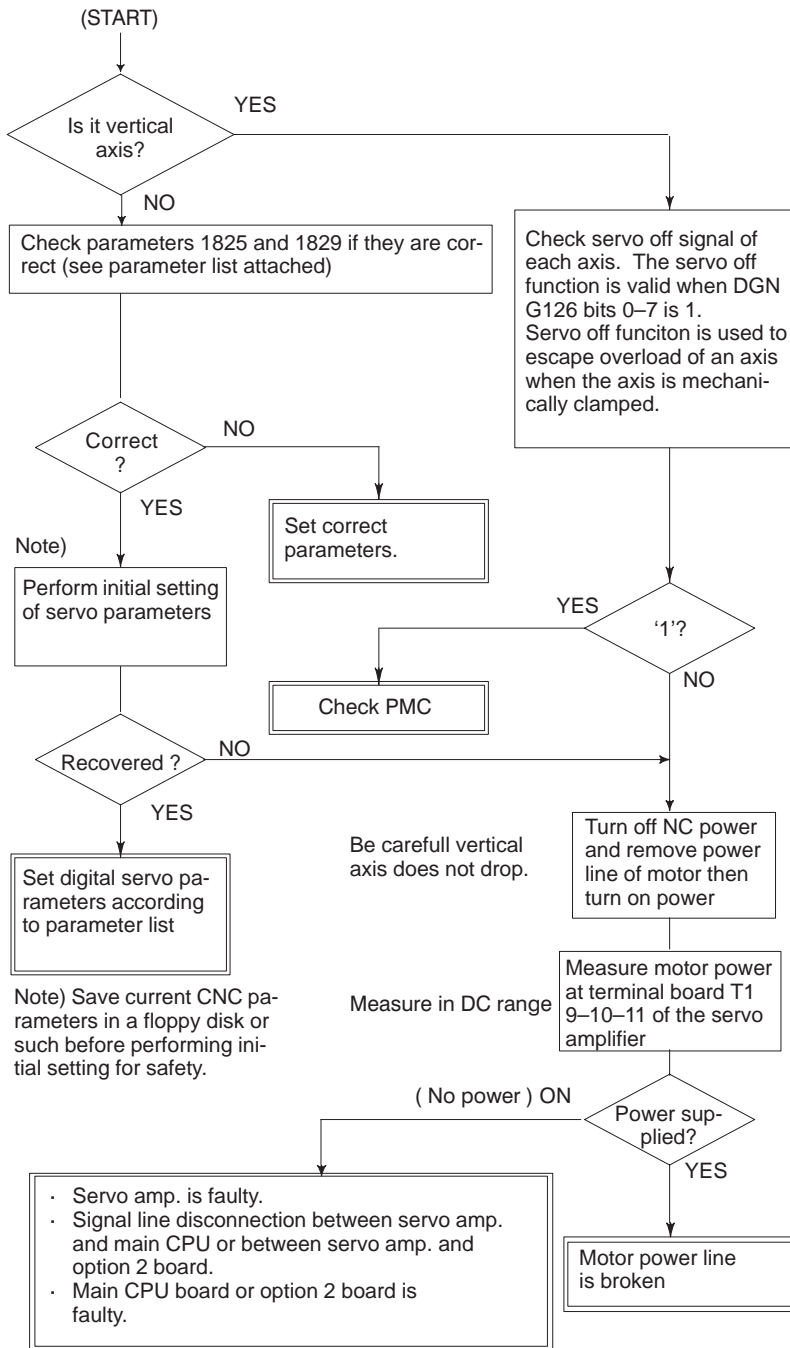 (START)
Is it vertical
axis?
YES
NO
Check parameters 1825 and 1829 if they are cor-
rect (see parameter list attached)
Check servo off signal of
each axis. The servo off
function is valid when DGN
G126 bits 0–7 is 1.
Servo off funciton is used to
escape overload of an axis
when the axis is mechani-
cally clamped.
Correct
?
NO
YES
Set correct
parameters.
Note)
Perform initial setting
of servo parameters
YES
'1'?
NO
Check PMC
Recovered ?
NO
YES
Set digital servo pa-
rameters according
to parameter list
Be carefull vertical
axis does not drop.
Turn off NC power
and remove power
line of motor then
turn on power
Note) Save current CNC pa-
rameters in a floppy disk or
such before performing ini-
tial setting for safety.
Measure in DC range
Measure motor power
at terminal board T1
9–10–11 of the servo
amplifier
( No power ) ON
Power sup-
plied?
YES
· Servo amp. is faulty.
· Signal line disconnection between servo amp.
and main CPU or between servo amp. and
option 2 board.
· Main CPU board or option 2 board is
faulty.
Motor power line
is broken